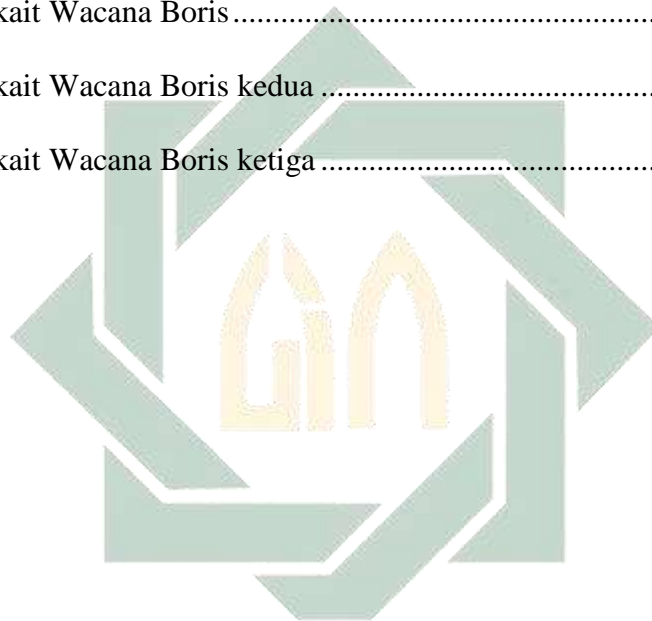 kait Wacana Boris.......................................................
kait Wacana Boris kedua.............................................
kait Wacana Boris ketiga.............................................